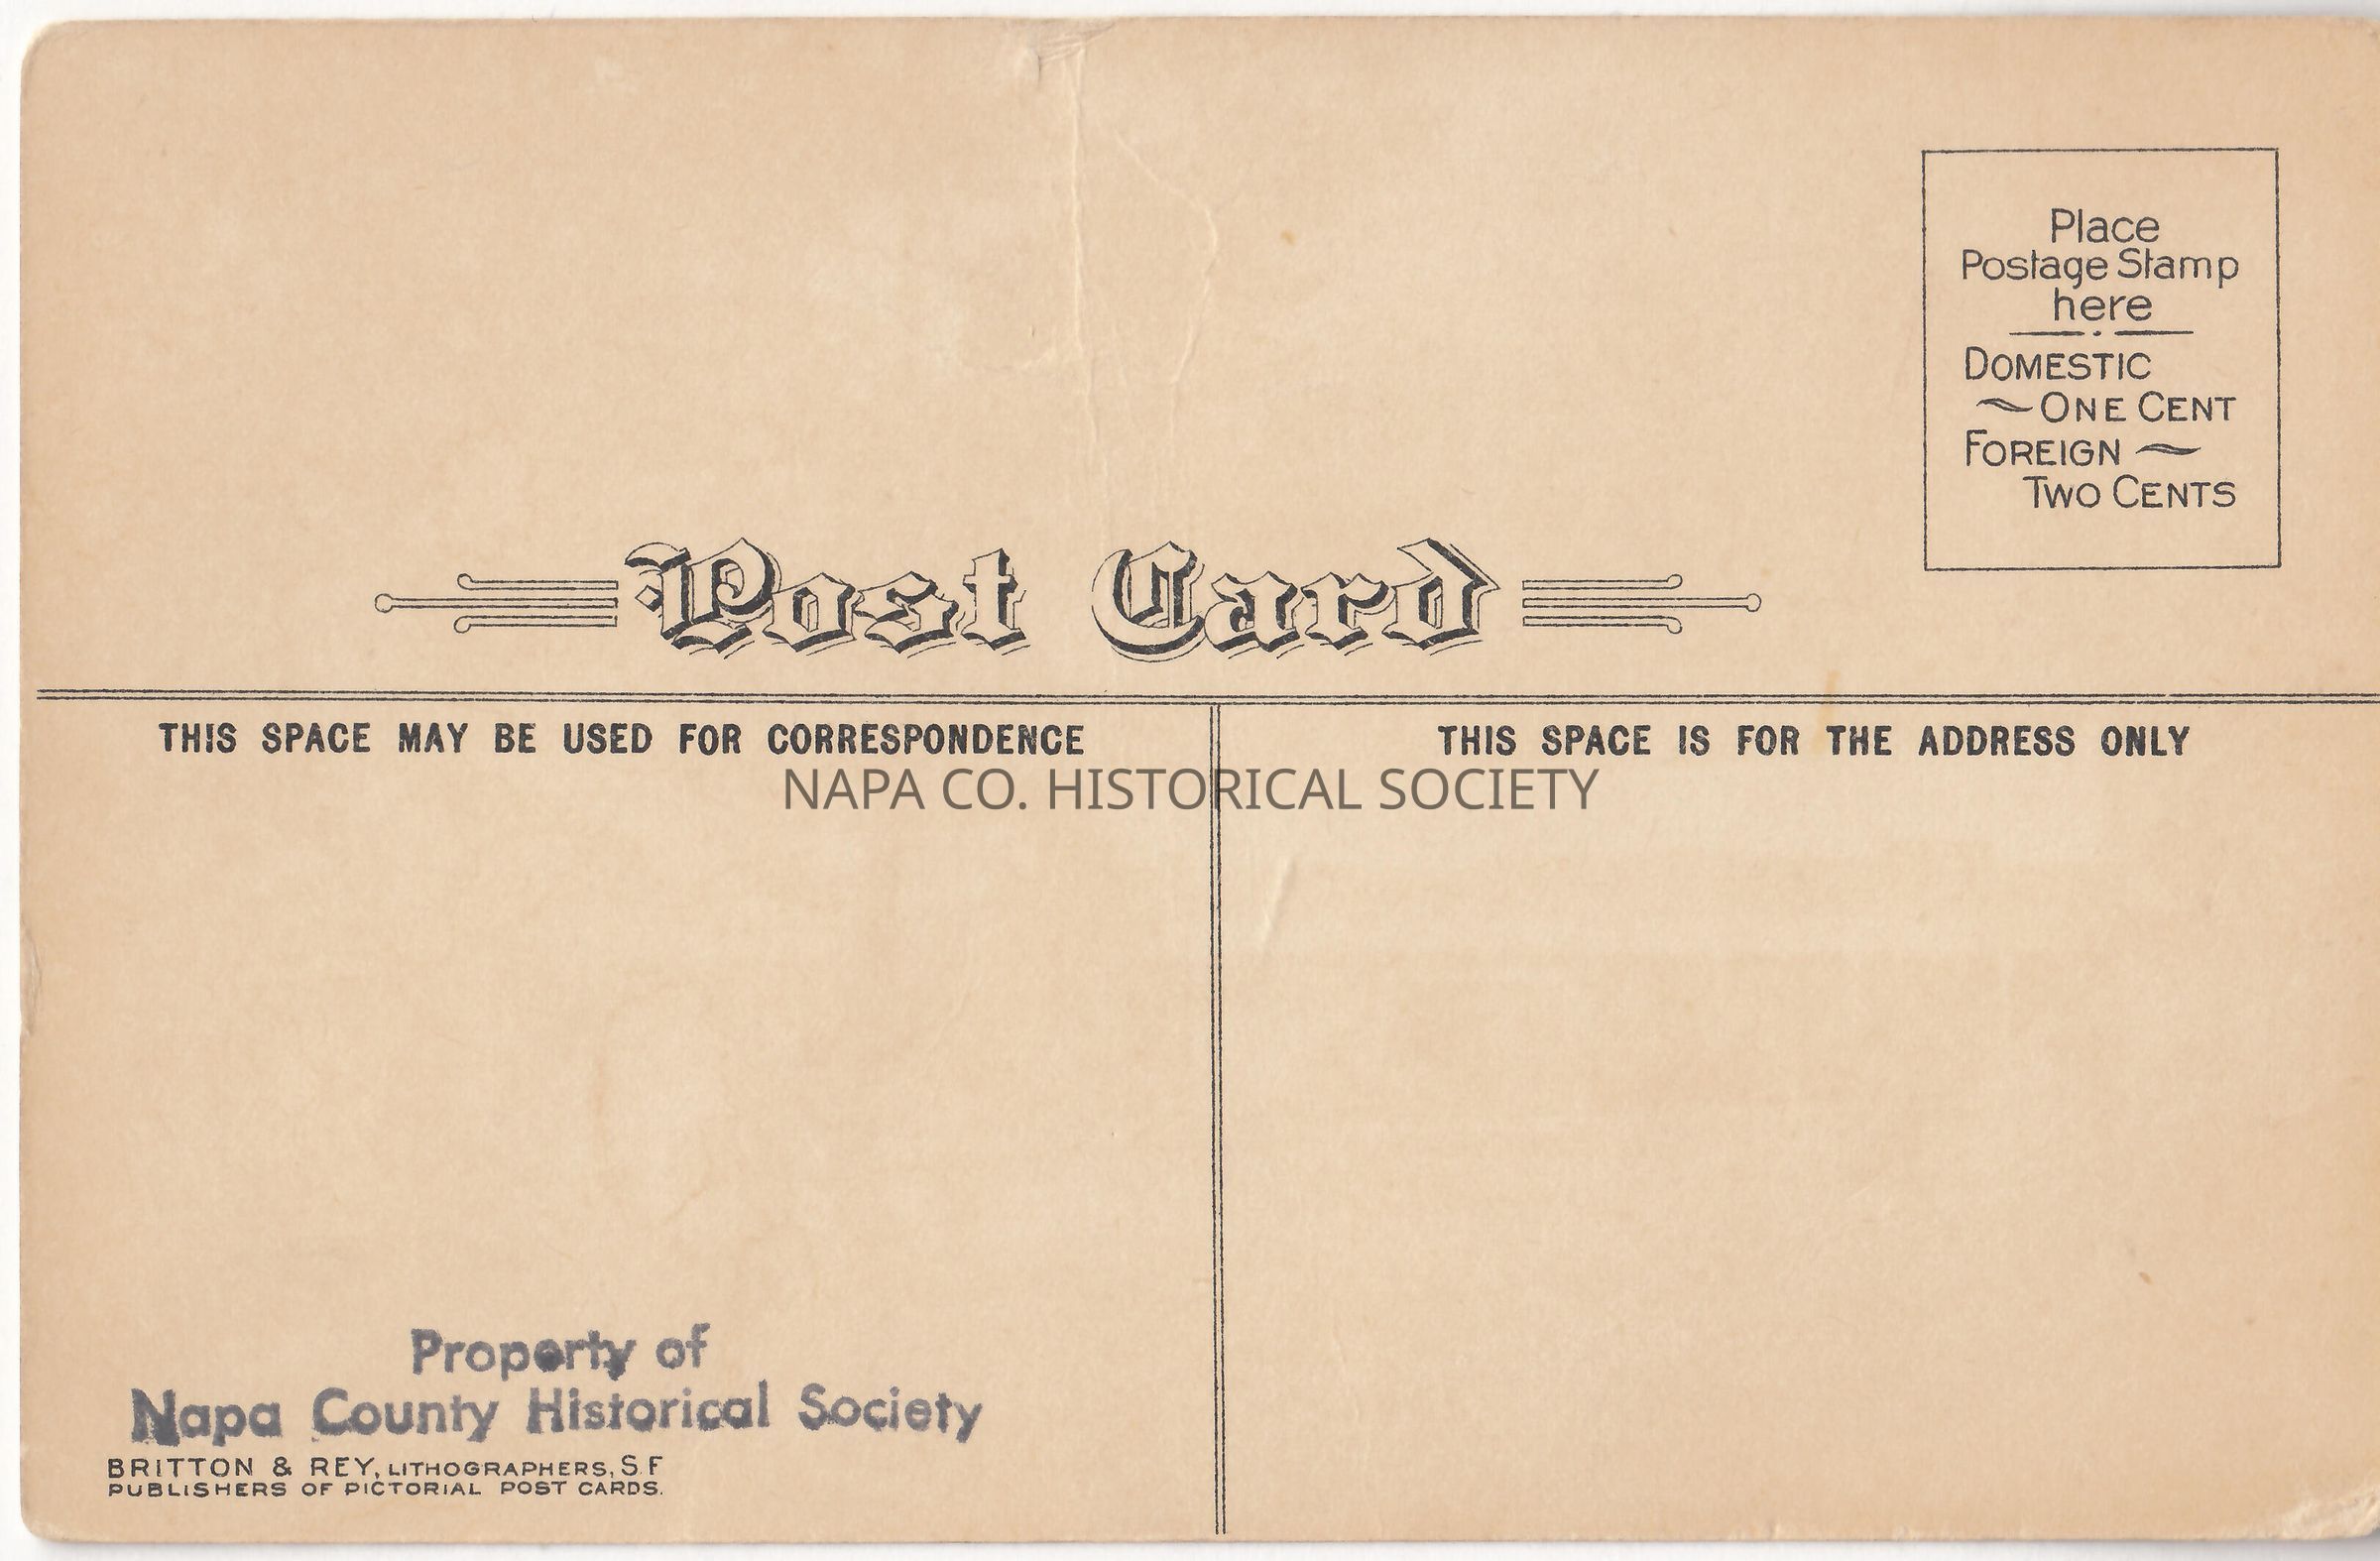 Place
Postage Stamp
here
DOMESTIC
ONE CENT
FOREIGN
TWO CENTS
Post Card
THIS SPACE MAY BE USED FOR CORRESPONDENCE
THIS SPACE IS FOR THE ADDRESS ONLY
NAPA CO. HISTORICAL SOCIETY
Property of
Napa County Historical Society
BRITTON & REY, LITHOGRAPHERS, S.F
PUBLISHERS OF PICTORIAL POST CARDS.